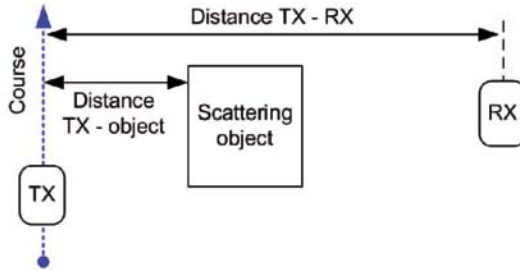 Distance TX - RX
Course
Distance
TX - object
Scattering
object
RX
TX